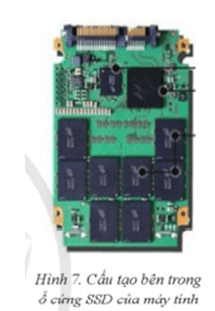 Hình 7. Cấu tạo bên trong
ổ cứng SSD của máy tính